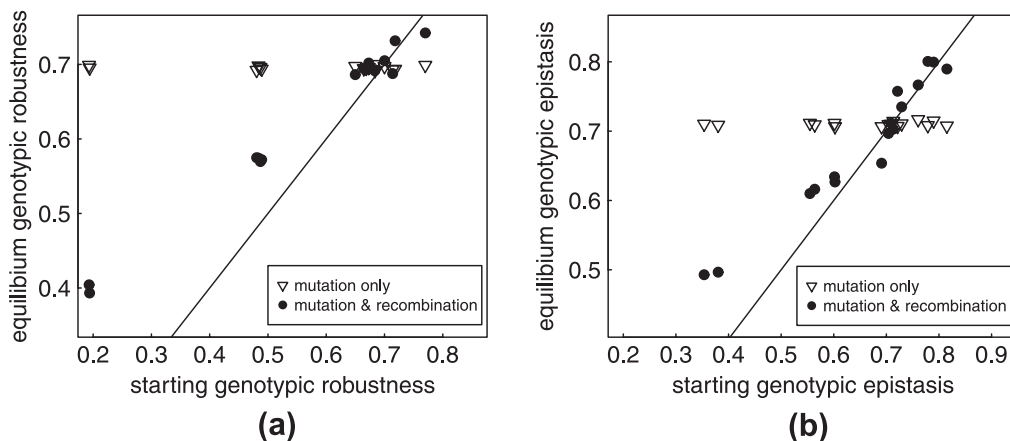 equilibium genotypic robustness
0.7
0.6
0.5
0.4
mutation only
mutation & recombination
0.2 0.3 0.4 0.5 0.6 0.7 0.8
starting genotypic robustness
(a)
equilibium genotypic epistasis
0.8
0.7
0.6
0.5
mutation only
mutation & recombination
0.2 0.3 0.4 0.5 0.6 0.7 0.8 0.9
starting genotypic epistasis
(b)